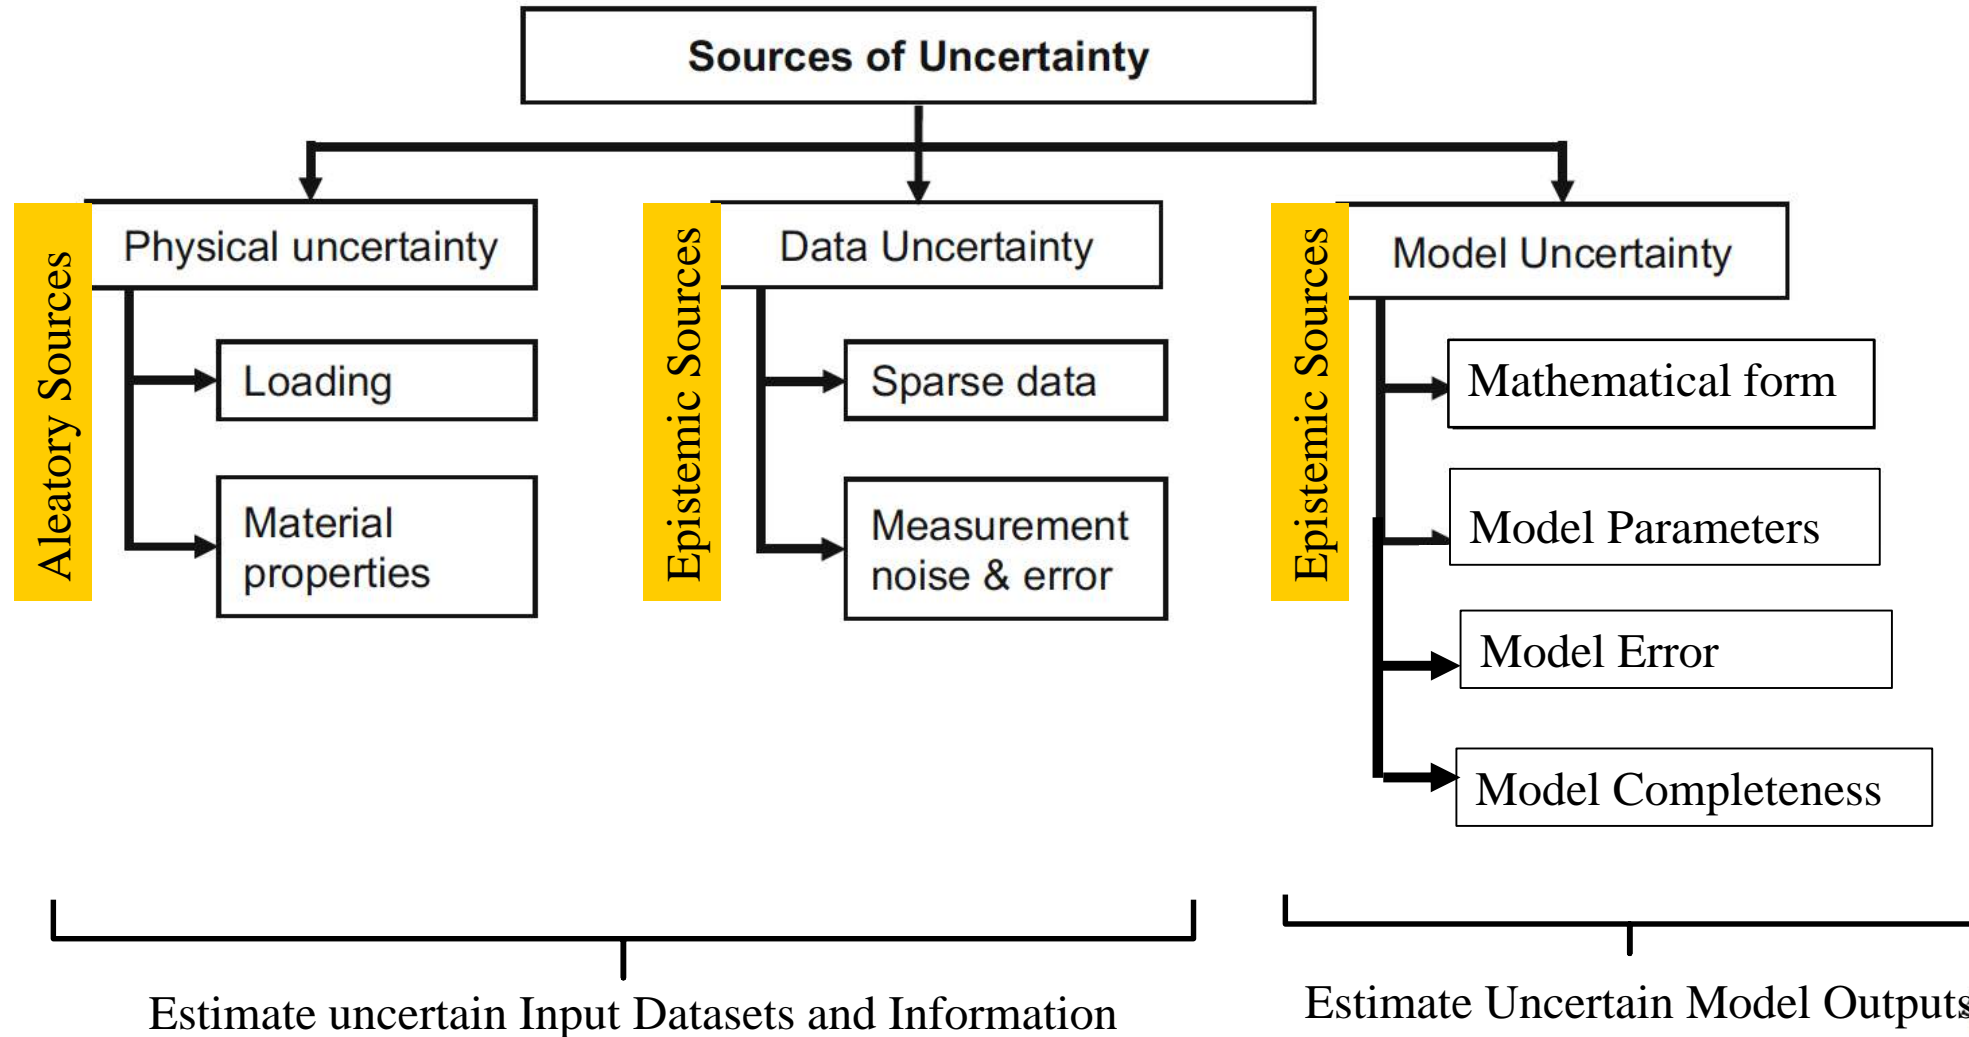 Sources of Uncertainty
Aleatory Sources
Physical uncertainty
Loading
Material
properties
Epistemic Sources
Data Uncertainty
Sparse data
Measurement
noise & error
Epistemic Sources
Model Uncertainty
Mathematical form
Model Parameters
Model Error
Model Completeness
Estimate uncertain Input Datasets and Information
Estimate Uncertain Model Outputs